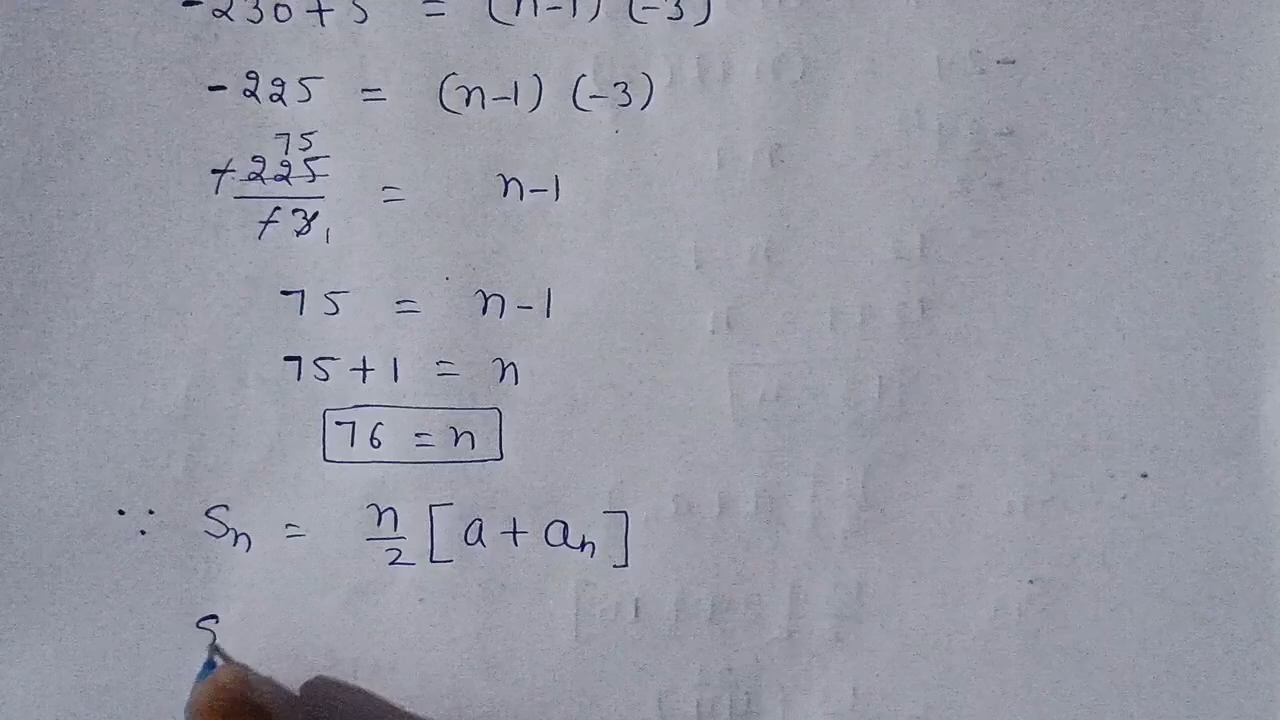 -230+5 = (n-1) (-3)
-225 = (n-1) (-3)
75
+225/+3 1 = n-1
75 = n-1
75+1 = n
76 = n
∵ Sn = n/2 [a + an]
S